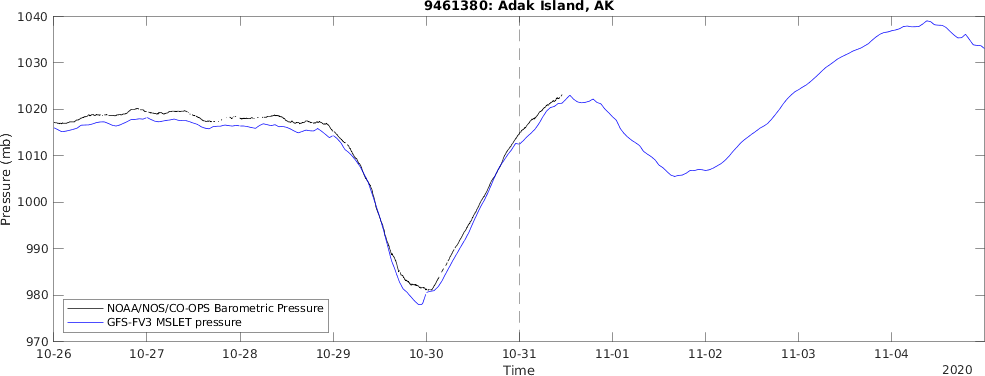 9461380: Adak Island, AK
Pressure (mb)
1040
1030
1020
1010
1000
990
980
970
NOAA/NOS/CO-OPS Barometric Pressure
GFS-FV3 MSLET pressure
10-26 10-27 10-28 10-29 10-30 10-31 11-01 11-02 11-03 11-04
Time
2020